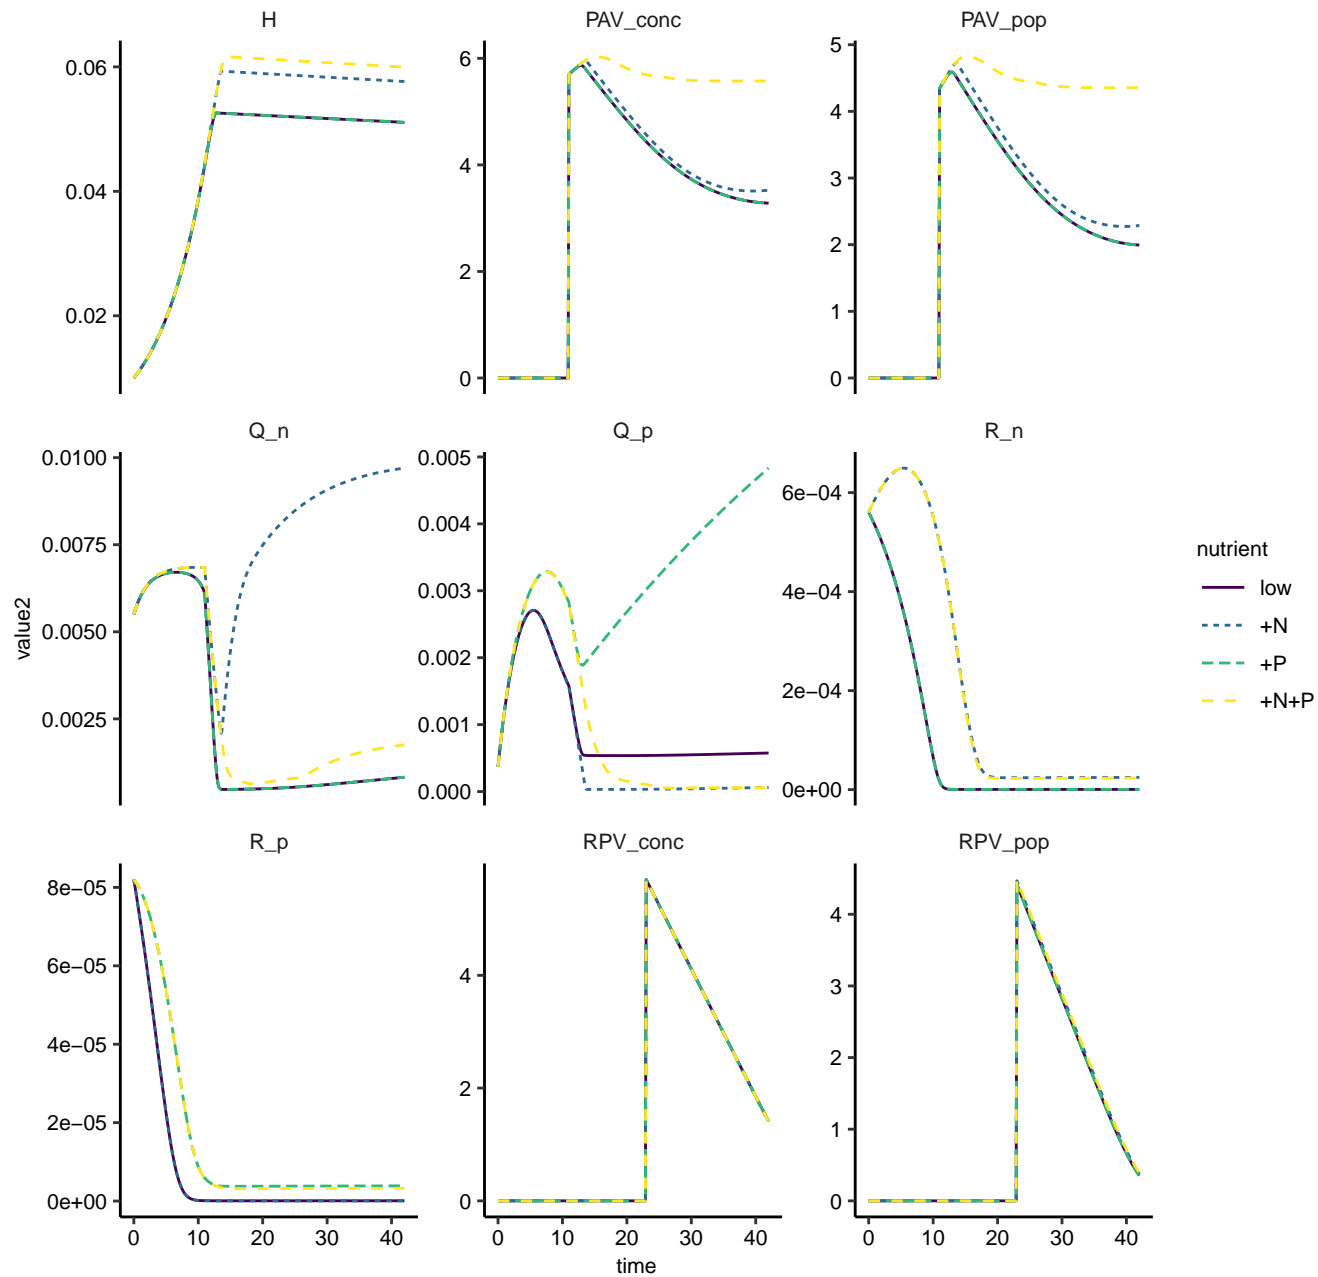 H
PAV_conc
PAV_pop
0.06
0.04
0.02
6
4
2
0
5
4
3
2
1
0
Q_n
Q_p
R_n
0.0100
0.0075
0.0050
0.0025
0.005
0.004
0.003
0.002
0.001
0.000
6e−04
4e−04
2e−04
0e+00
R_p
RPV_conc
RPV_pop
8e−05
6e−05
4e−05
2e−05
0e+00
4
2
0
4
3
2
1
0
0 10 20 30 40
0 10 20 30 40
0 10 20 30 40
time
value2
nutrient
low
+N
+P
+N+P